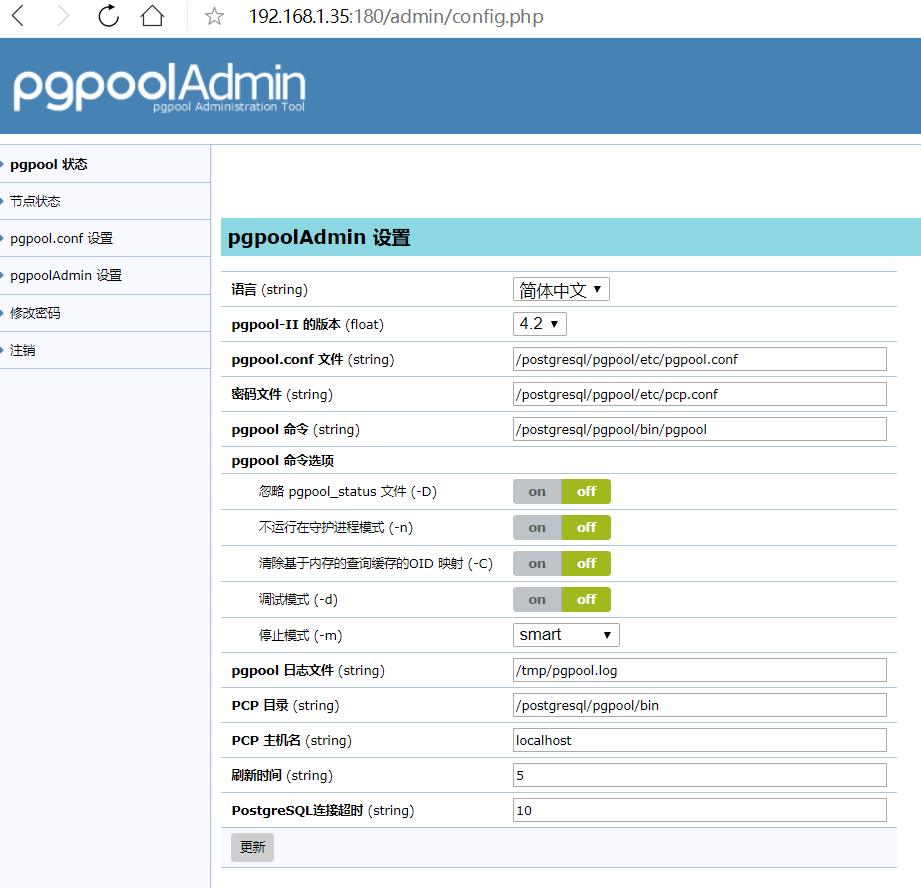 192.168.1.35:180/admin/config.php
pgpoolAdmin
pgpool Administration Tool
pgpool 状态
节点状态
pgpool.conf 设置
pgpoolAdmin 设置
修改密码
注销
pgpoolAdmin 设置
语言 (string) 简体中文
pgpool-II 的版本 (float) 4.2
pgpool.conf 文件 (string) /postgresql/pgpool/etc/pgpool.conf
密码文件 (string) /postgresql/pgpool/etc/pcp.conf
pgpool 命令 (string) /postgresql/pgpool/bin/pgpool
pgpool 命令选项
忽略 pgpool_status 文件 (-D) on off
不运行在守护进程模式 (-n) on off
清除基于内存的查询缓存的OID 映射 (-C) on off
调试模式 (-d) on off
停止模式 (-m) smart
pgpool 日志文件 (string) /tmp/pgpool.log
PCP 目录 (string) /postgresql/pgpool/bin
PCP 主机名 (string) localhost
刷新时间 (string) 5
PostgreSQL连接超时 (string) 10
更新